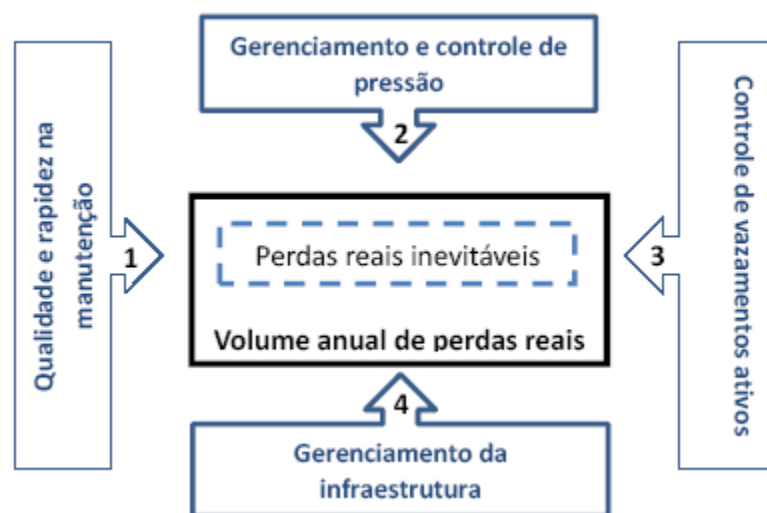 Gerenciamento e controle de
pressão
2
Qualidade e rapidez na
manutenção
1
Perdas reais inevitáveis
Volume anual de perdas reais
3
Controle de vazamentos ativos
4
Gerenciamento da
infraestrutura